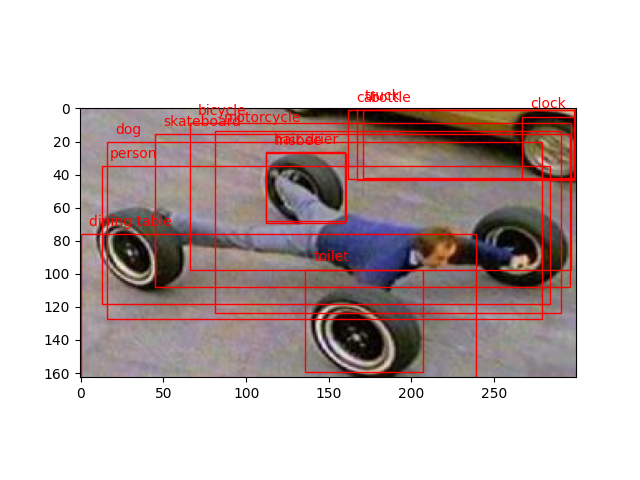 truck
car bottle
clock
bicycle
motorcycle
skateboard
dog
hair drier
frisbee
person
dining table
toilet
0
20
40
60
80
100
120
140
160
0 50 100 150 200 250